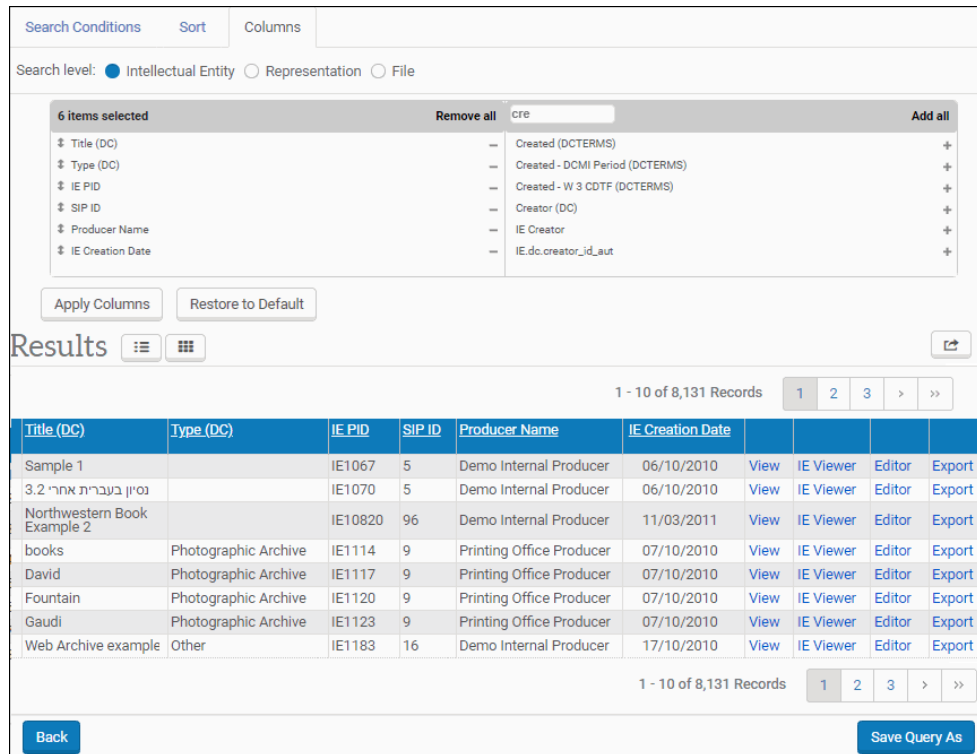 Search Conditions Sort Columns
Search level: Intellectual Entity Representation File
6 items selected Remove all cre Add all
Title (DC) Created (DCTERMS)
Type (DC) Created - DCMI Period (DCTERMS)
IE PID Created - W 3 CDTF (DCTERMS)
SIP ID Creator (DC)
Producer Name IE Creator
IE Creation Date IE.dc.creator_id_aut
Apply Columns Restore to Default
Results
1 - 10 of 8,131 Records 1 2 3 > >>
Title (DC) Type (DC) IE PID SIP ID Producer Name IE Creation Date
Sample 1 IE1067 5 Demo Internal Producer 06/10/2010 View IE Viewer Editor Export
נסיון בעברית אחרי 3.2 IE1070 5 Demo Internal Producer 06/10/2010 View IE Viewer Editor Export
Northwestern Book
Example 2 IE10820 96 Demo Internal Producer 11/03/2011 View IE Viewer Editor Export
books Photographic Archive IE1114 9 Printing Office Producer 07/10/2010 View IE Viewer Editor Export
David Photographic Archive IE1117 9 Printing Office Producer 07/10/2010 View IE Viewer Editor Export
Fountain Photographic Archive IE1120 9 Printing Office Producer 07/10/2010 View IE Viewer Editor Export
Gaudi Photographic Archive IE1123 9 Printing Office Producer 07/10/2010 View IE Viewer Editor Export
Web Archive example Other IE1183 16 Demo Internal Producer 17/10/2010 View IE Viewer Editor Export
1 - 10 of 8,131 Records 1 2 3 > >>
Back Save Query As